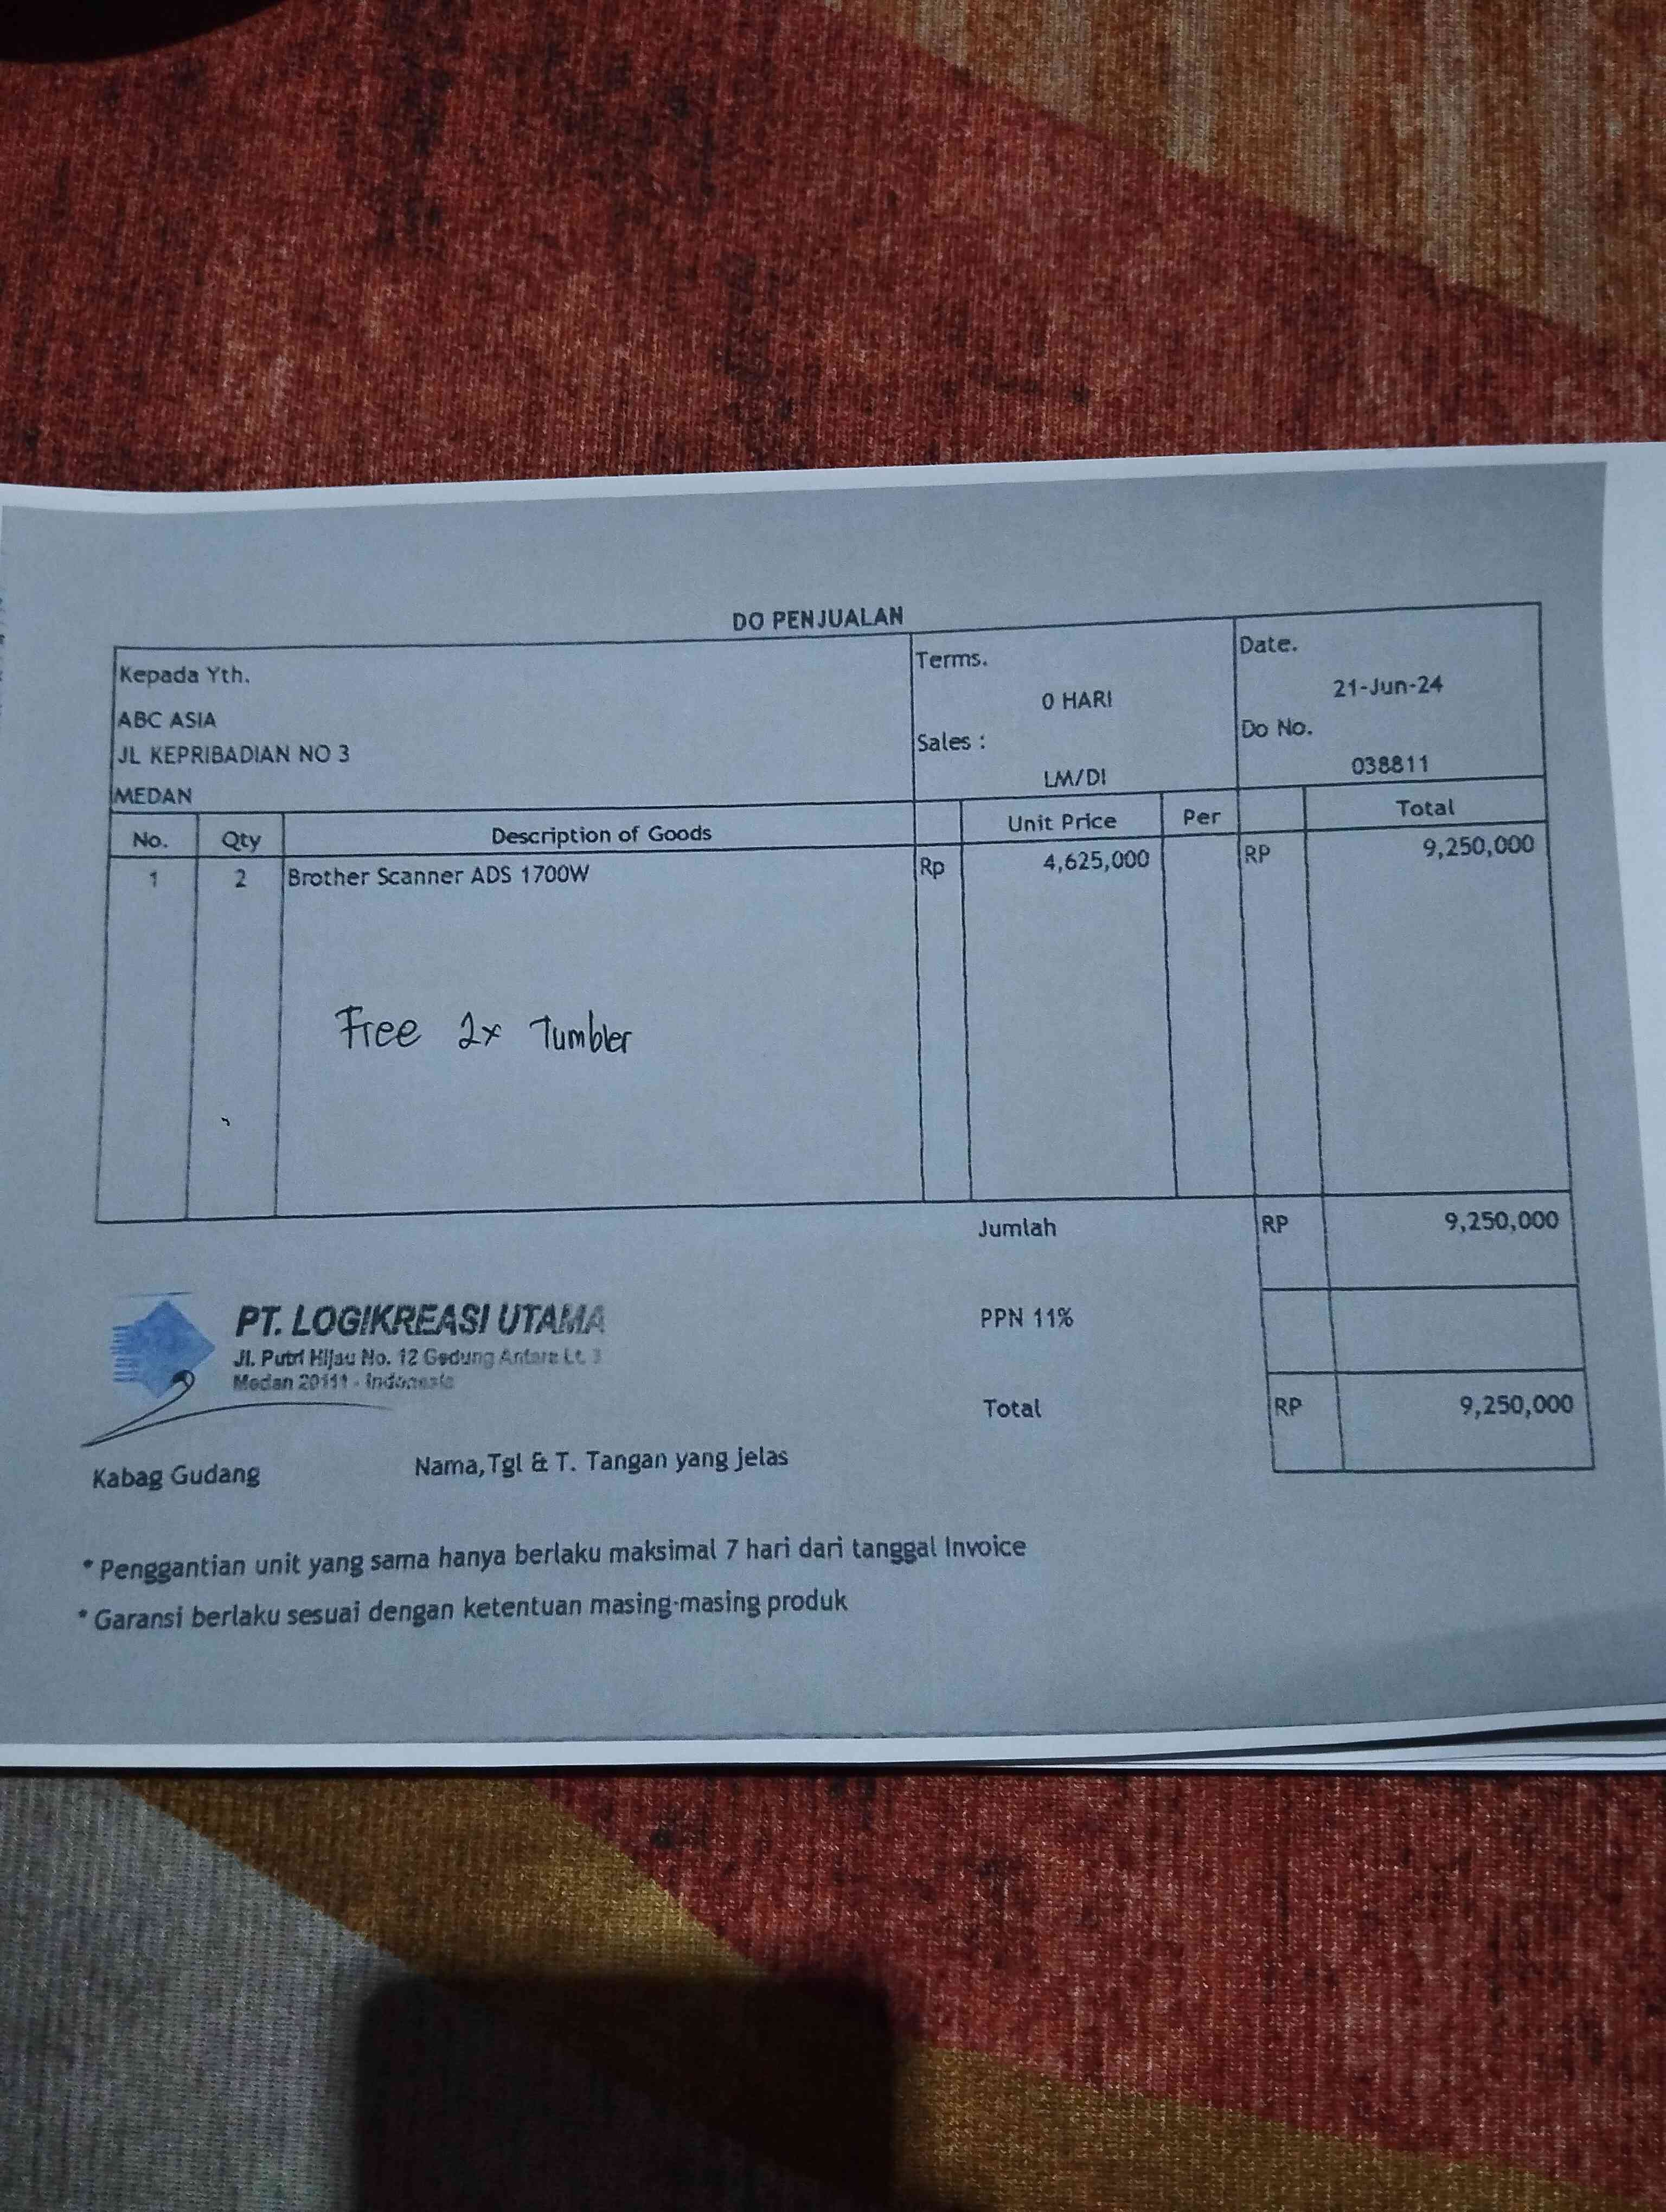 DO PENJUALAN
Kepada Yth.
ABC ASIA
JL KEPRIBADIAN NO 3
MEDAN
Terms.
0 HARI
Sales :
LM/DI
Date.
21-Jun-24
Do No.
038811
No. Qty Description of Goods Unit Price Per Total
1 2 Brother Scanner ADS 1700W Rp 4,625,000 RP 9,250,000
Free 2x Tumbler
Jumlah RP 9,250,000
PPN 11%
Total RP 9,250,000
PT. LOGIKREASI UTAMA
Jl. Putri Hijau No. 12 Gedung Antara Lt. 3
Medan 20111 - Indonesia
Kabag Gudang
Nama,Tgl & T. Tangan yang jelas
* Penggantian unit yang sama hanya berlaku maksimal 7 hari dari tanggal Invoice
* Garansi berlaku sesuai dengan ketentuan masing-masing produk